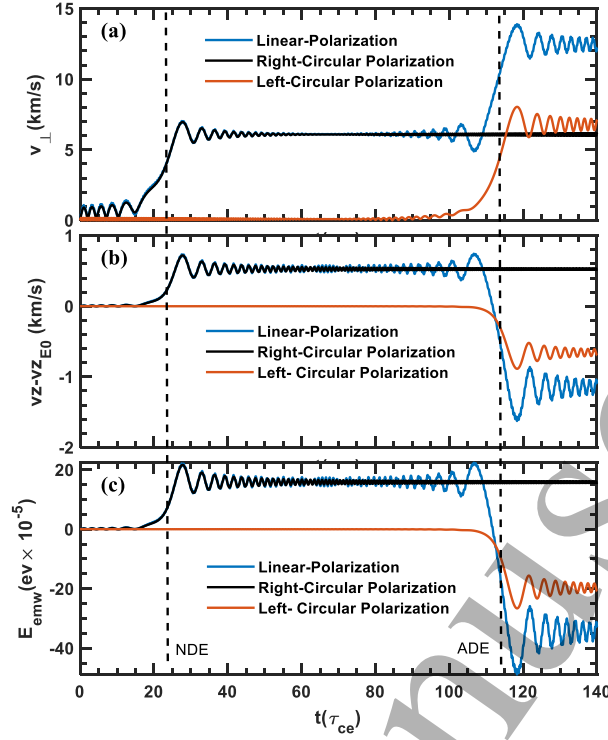 15
10
5
0
v⊥(km/s)
(a)
Linear-Polarization
Right-Circular Polarization
Left-Circular Polarization
1
0
-1
-2
vz-vzE0 (km/s)
(b)
Linear-Polarization
Right-Circular Polarization
Left- Circular Polarization
20
0
-20
-40
Eemw(ev× 10-5)
(c)
Linear-Polarization
Right-Circular Polarization
Left- Circular Polarization
NDE
ADE
0 20 40 60 80 100 120 140
t(τce)